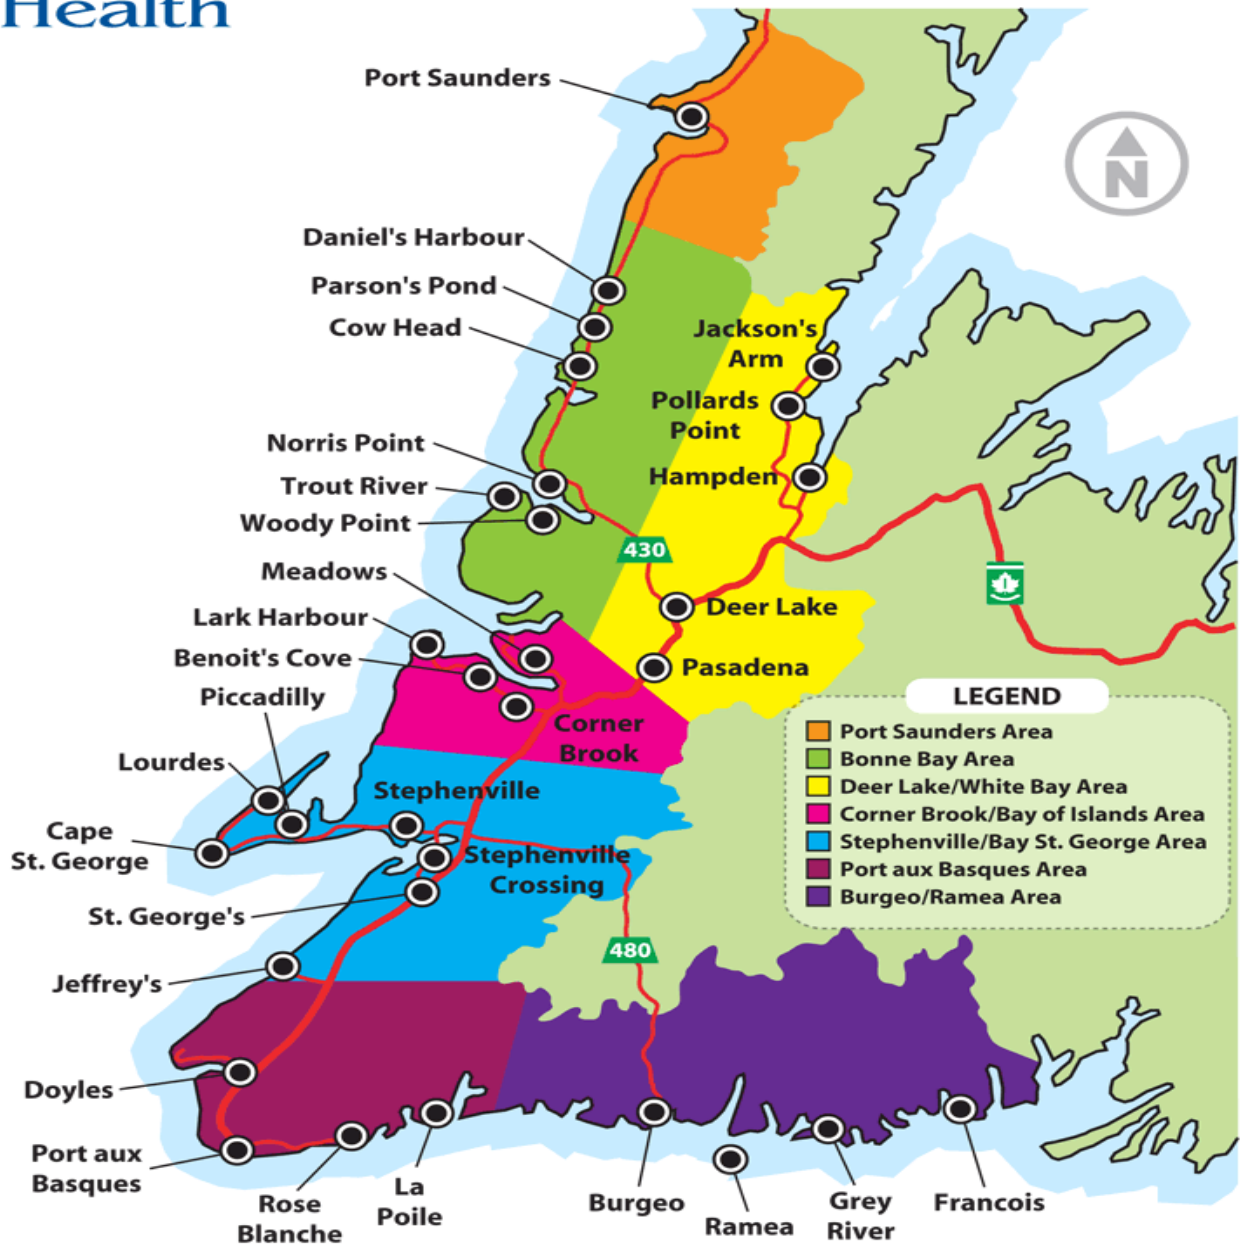 Health
Port Saunders
N
Daniel's Harbour
Parson's Pond
Cow Head
Jackson's
Arm
Pollards
Point
Norris Point
Hampden
Trout River
Woody Point
430
Meadows
1
Lark Harbour
Deer Lake
Benoit's Cove
Pasadena
Piccadilly
Corner
Brook
Lourdes
Stephenville
Cape
St. George
Stephenville
Crossing
St. George's
480
Jeffrey's
LEGEND
Port Saunders Area
Bonne Bay Area
Deer Lake/White Bay Area
Corner Brook/Bay of Islands Area
Stephenville/Bay St. George Area
Port aux Basques Area
Burgeo/Ramea Area
Doyles
Port aux
Basques
Rose
Blanche
La
Poile
Burgeo
Ramea
Grey
River
Francois